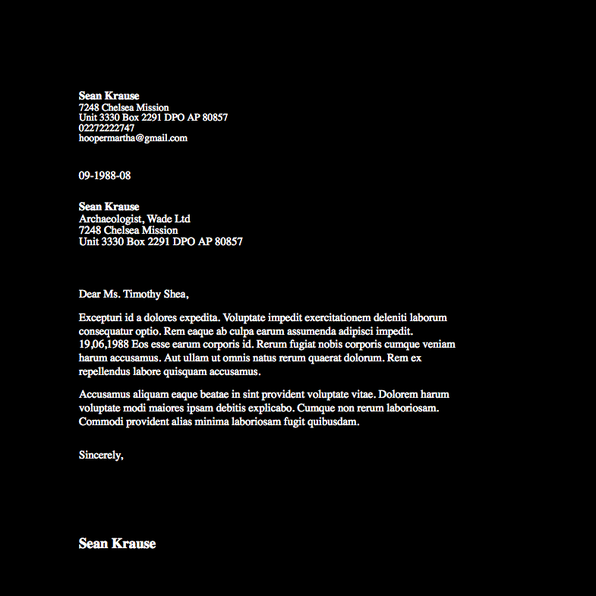 Sean Krause
7248 Chelsea Mission
Unit 3330 Box 2291 DPO AP 80857
02272222747
hoopermartha@gmail.com
09-1988-08
Sean Krause
Archaeologist, Wade Ltd
7248 Chelsea Mission
Unit 3330 Box 2291 DPO AP 80857
Dear Ms. Timothy Shea,
Excepturi id a dolores expedita. Voluptate impedit exercitationem deleniti laborum
consequatur optio. Rem eaque ab culpa earum assumenda adipisci impedit.
19,06,1988 Eos esse earum corporis id. Rerum fugiat nobis corporis cumque veniam
harum accusamus. Aut ullam ut omnis natus rerum quaerat dolorum. Rem ex
repellendus labore quisquam accusamus.
Accusamus aliquam eaque beatae in sint provident voluptate vitae. Dolorem harum
voluptate modi maiores ipsam debitis explicabo. Cumque non rerum laboriosam.
Commodi provident alias minima laboriosam fugit quibusdam.
Sincerely,
Sean Krause